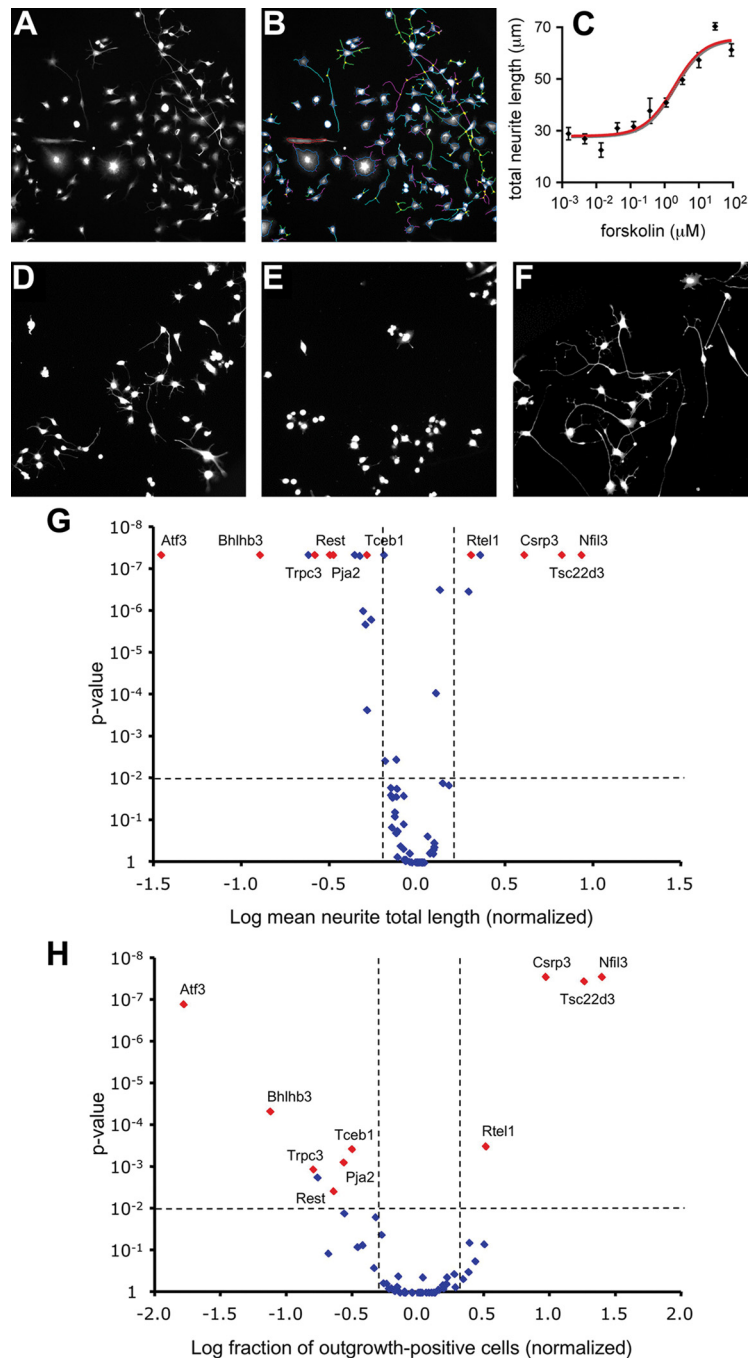 A
B
C
total neurite length (μm)
70
50
30
10
10-3 10-2 10-1 100 101 102
forskolin (μM)
D
E
F
G
p-value
10-8
10-7
10-6
10-5
10-4
10-3
10-2
10-1
1
Atf3 Bhlhb3 Rest Tceb1 Rtel1 Csrp3 Nfil3
Trpc3 Pja2 Tsc22d3
-1.5 -1.0 -0.5 0.0 0.5 1.0 1.5
Log mean neurite total length (normalized)
H
p-value
10-8
10-7
10-6
10-5
10-4
10-3
10-2
10-1
1
Csrp3 Nfil3
Atf3
Tsc22d3
Bhlhb3
Tceb1 Rtel1
Trpc3
Pja2
Rest
-2.0 -1.5 -1.0 -0.5 0.0 0.5 1.0 1.5 2.0
Log fraction of outgrowth-positive cells (normalized)